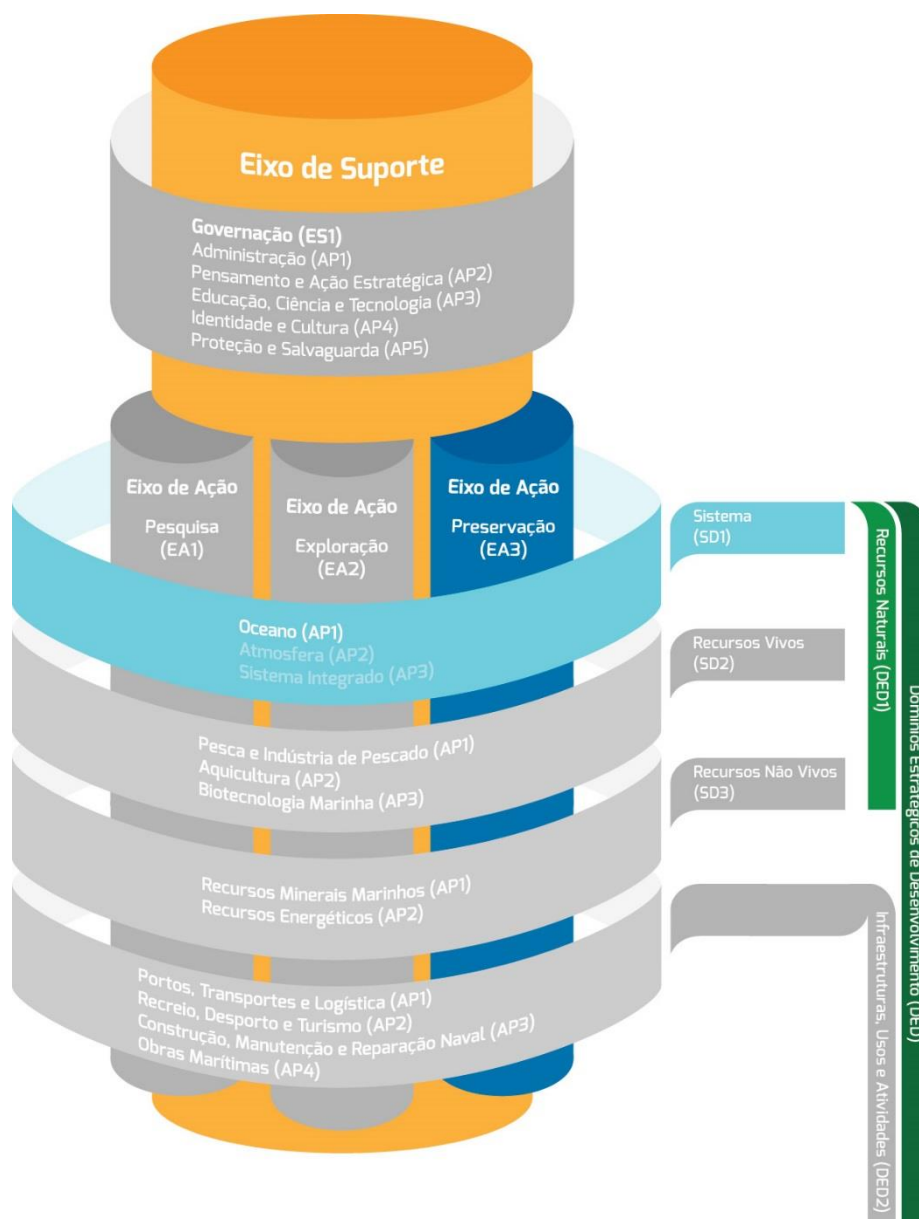 Eixo de Suporte
Governação (ES1)
Administração (AP1)
Pensamento e Ação Estratégica (AP2)
Educação, Ciência e Tecnologia (AP3)
Identidade e Cultura (AP4)
Proteção e Salvaguarda (AP5)
Eixo de Ação
Pesquisa
(EA1)
Eixo de Ação
Exploração
(EA2)
Eixo de Ação
Preservação
(EA3)
Oceano (AP1)
Atmosfera (AP2)
Sistema Integrado (AP3)
Sistema
(SD1)
Pesca e Indústria de Pescado (AP1)
Aquicultura (AP2)
Biotecnologia Marinha (AP3)
Recursos Vivos
(SD2)
Recursos Minerais Marinhos (AP1)
Recursos Energéticos (AP2)
Recursos Não Vivos
(SD3)
Portos, Transportes e Logística (AP1)
Recreio, Desporto e Turismo (AP2)
Construção, Manutenção e Reparação Naval (AP3)
Obras Marítimas (AP4)
Recursos Naturais (DED1)
Infraestruturas, Usos e Atividades (DED2)
Domínios Estratégicos de Desenvolvimento (DED)